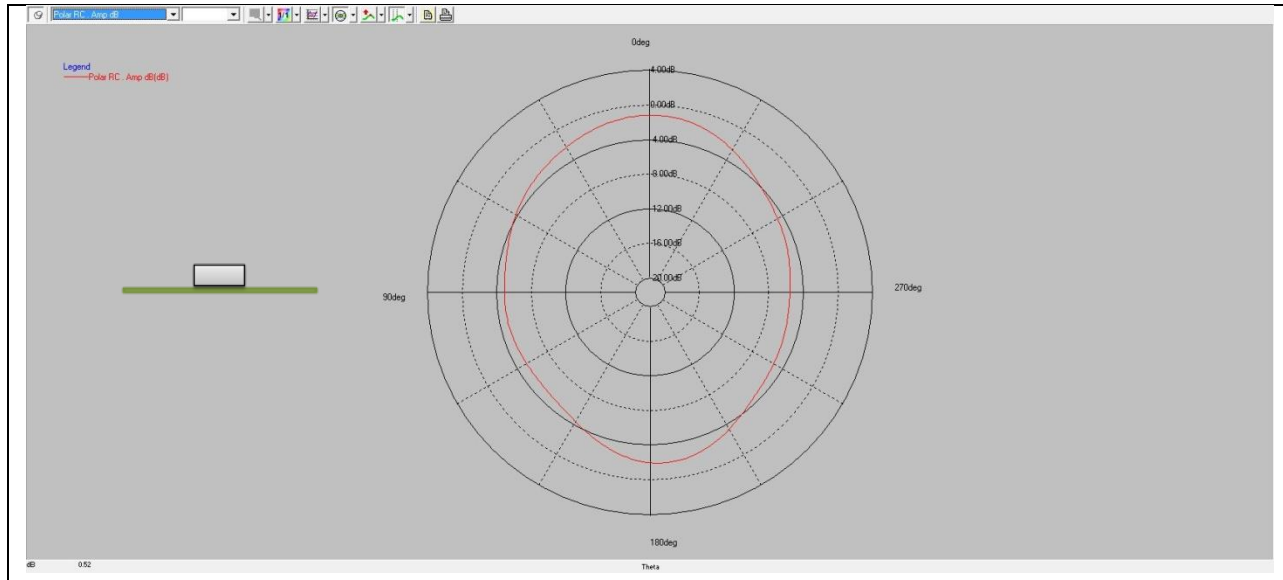 Polar RC . Amp dB
0deg
Legend
Polar RC . Amp dB(dB)
4.00dB
0.00dB
-4.00dB
-8.00dB
-12.00dB
-16.00dB
-20.00dB
90deg
270deg
180deg
dB 0.52 Theta